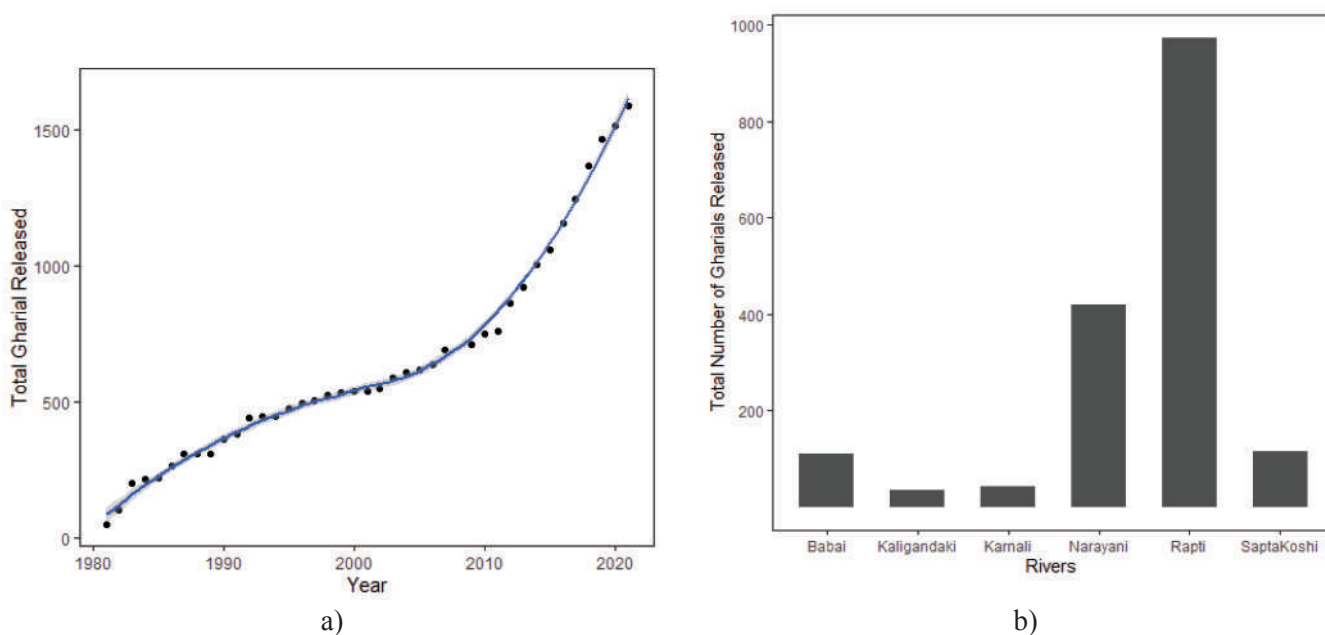 Total Gharial Released
1500
1000
500
0
1980
1990
2000
2010
2020
Year
a)
Total Number of Gharials Released
1000
800
600
400
200
Babai
Kaligandaki
Karnali
Narayani
Rapti
SaptaKoshi
Rivers
b)